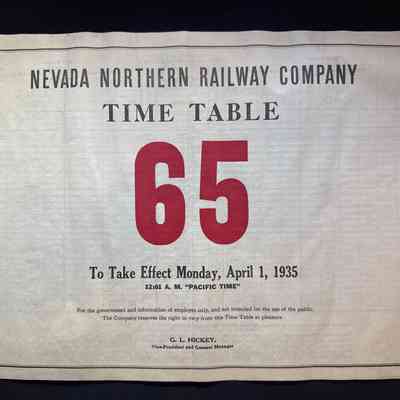 NEVADA NORTHERN RAILWAY COMPANY
TIME TABLE
65
To Take Effect Monday, April 1, 1935
12:01 A. M. "PACIFIC TIME"
For the government and information of employes only, and not intended for the use of the public.
The Company reserves the right to vary from this Time Table at pleasure.
G. L. HICKEY,
Vice-President and General Manager